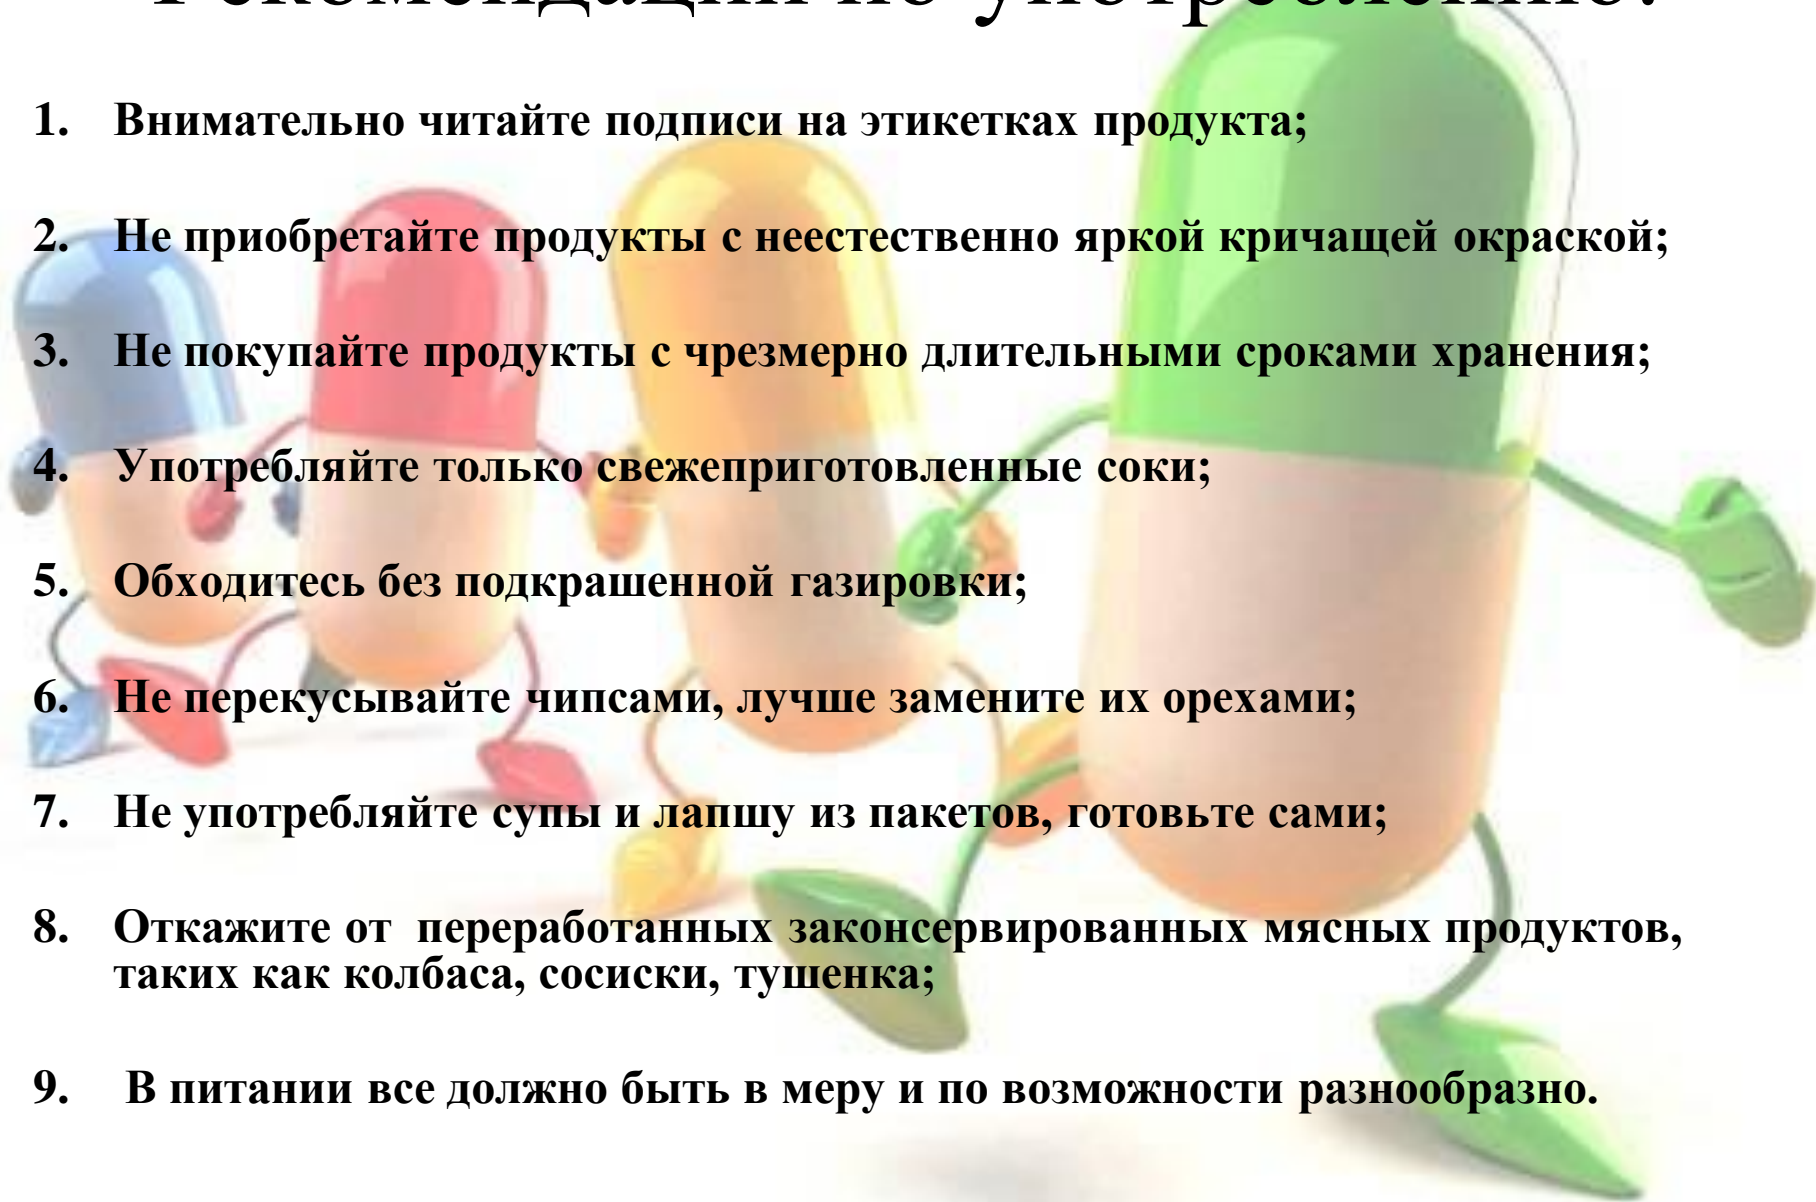 Рекомендации по употреблению:
1. Внимательно читайте подписи на этикетках продукта;
2. Не приобретайте продукты с неестественно яркой кричащей окраской;
3. Не покупайте продукты с чрезмерно длительными сроками хранения;
4. Употребляйте только свежеприготовленные соки;
5. Обходитесь без подкрашенной газировки;
6. Не перекусывайте чипсами, лучше замените их орехами;
7. Не употребляйте супы и лапшу из пакетов, готовьте сами;
8. Откажите от переработанных законсервированных мясных продуктов,
таких как колбаса, сосиски, тушенка;
9. В питании все должно быть в меру и по возможности разнообразно.